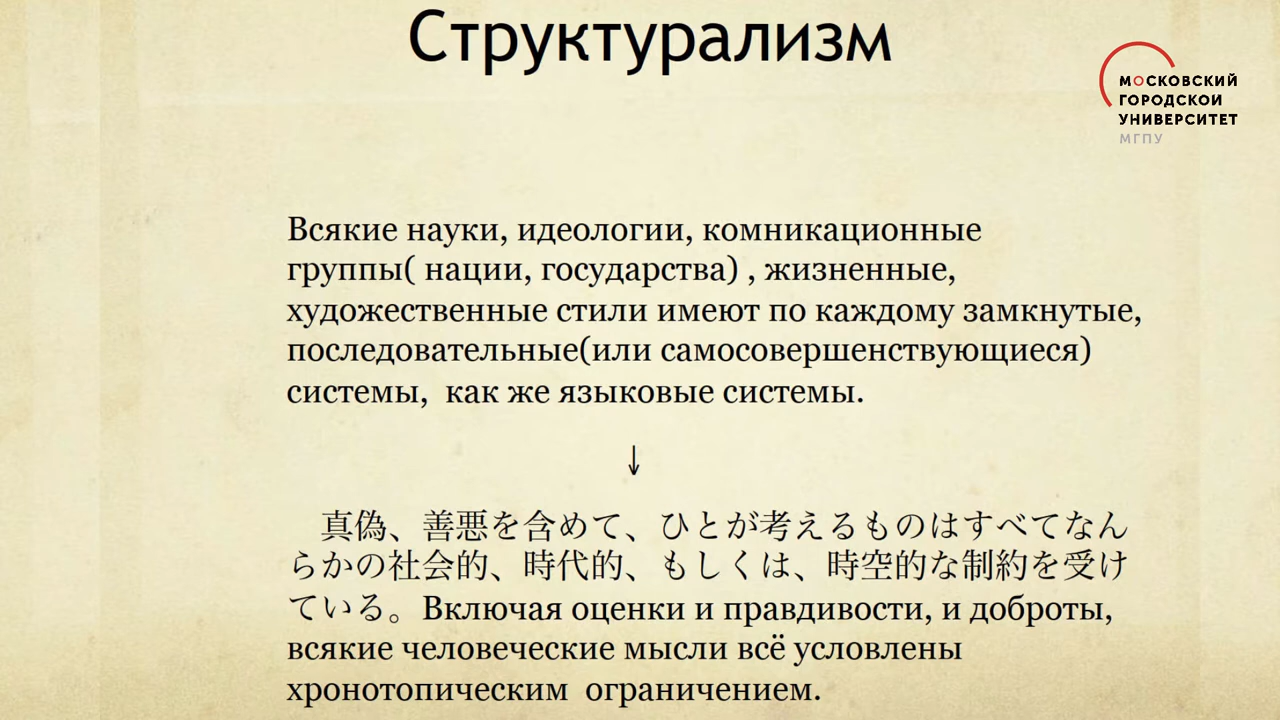 Структурализм
МОСКОВСКИЙ
ГОРОДСКОЙ
УНИВЕРСИТЕТ
МГПУ
Всякие науки, идеологии, комникационные
группы( нации, государства) , жизненные,
художественные стили имеют по каждому замкнутые,
последовательные(или самосовершенствующиеся)
системы,  как же языковые системы.
↓
真偽、善悪を含めて、ひとが考えるものはすべてなん
らかの社会的、時代的、もしくは、時空的な制約を受け
ている。Включая оценки и правдивости, и доброты,
всякие человеческие мысли всё условлены
хронотопическим  ограничением.